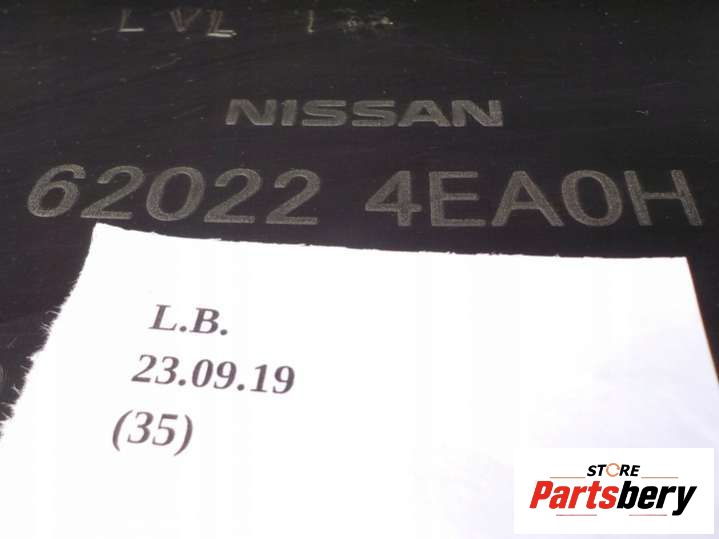 NISSAN
62022 4EA0H
L.B.
23.09.19
(35)
STORE
Partsbery